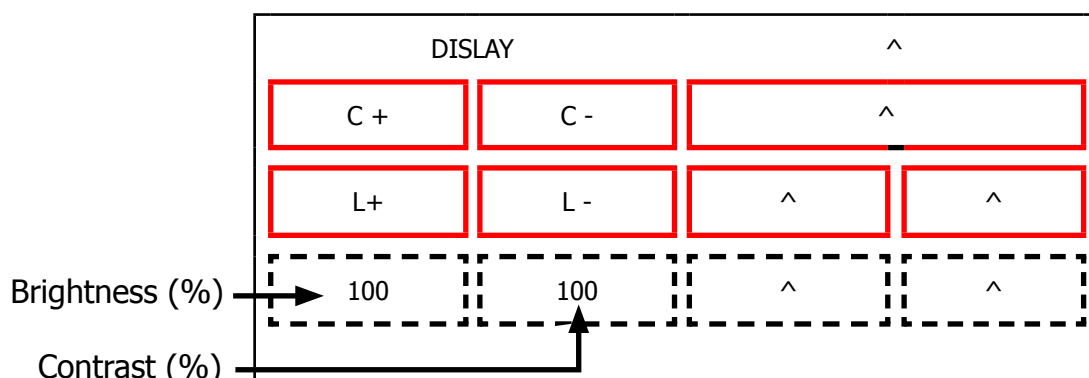 DISLAY ^
C + C - ^
L+ L - ^ ^
Brightness (%) 100 100 ^ ^
Contrast (%)